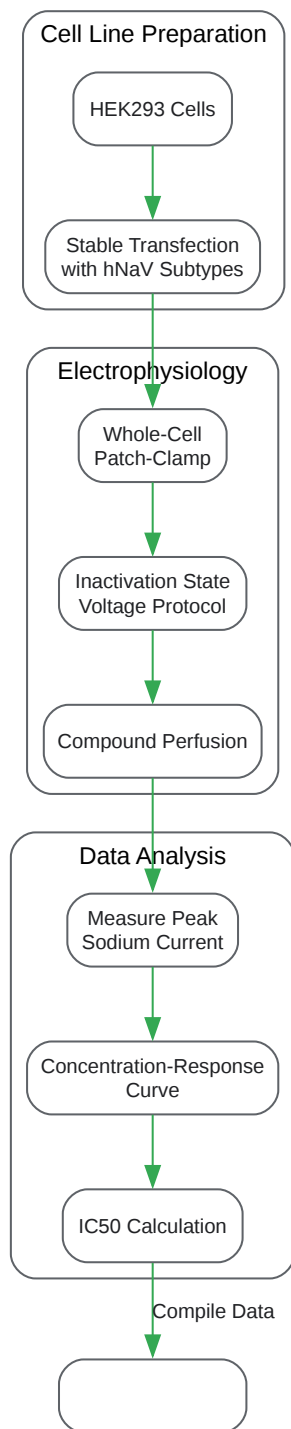 Cell Line Preparation
HEK293 Cells
Stable Transfection
with hNaV Subtypes
Electrophysiology
Whole-Cell
Patch-Clamp
Inactivation State
Voltage Protocol
Compound Perfusion
Data Analysis
Measure Peak
Sodium Current
Concentration-Response
Curve
IC50 Calculation
Compile Data